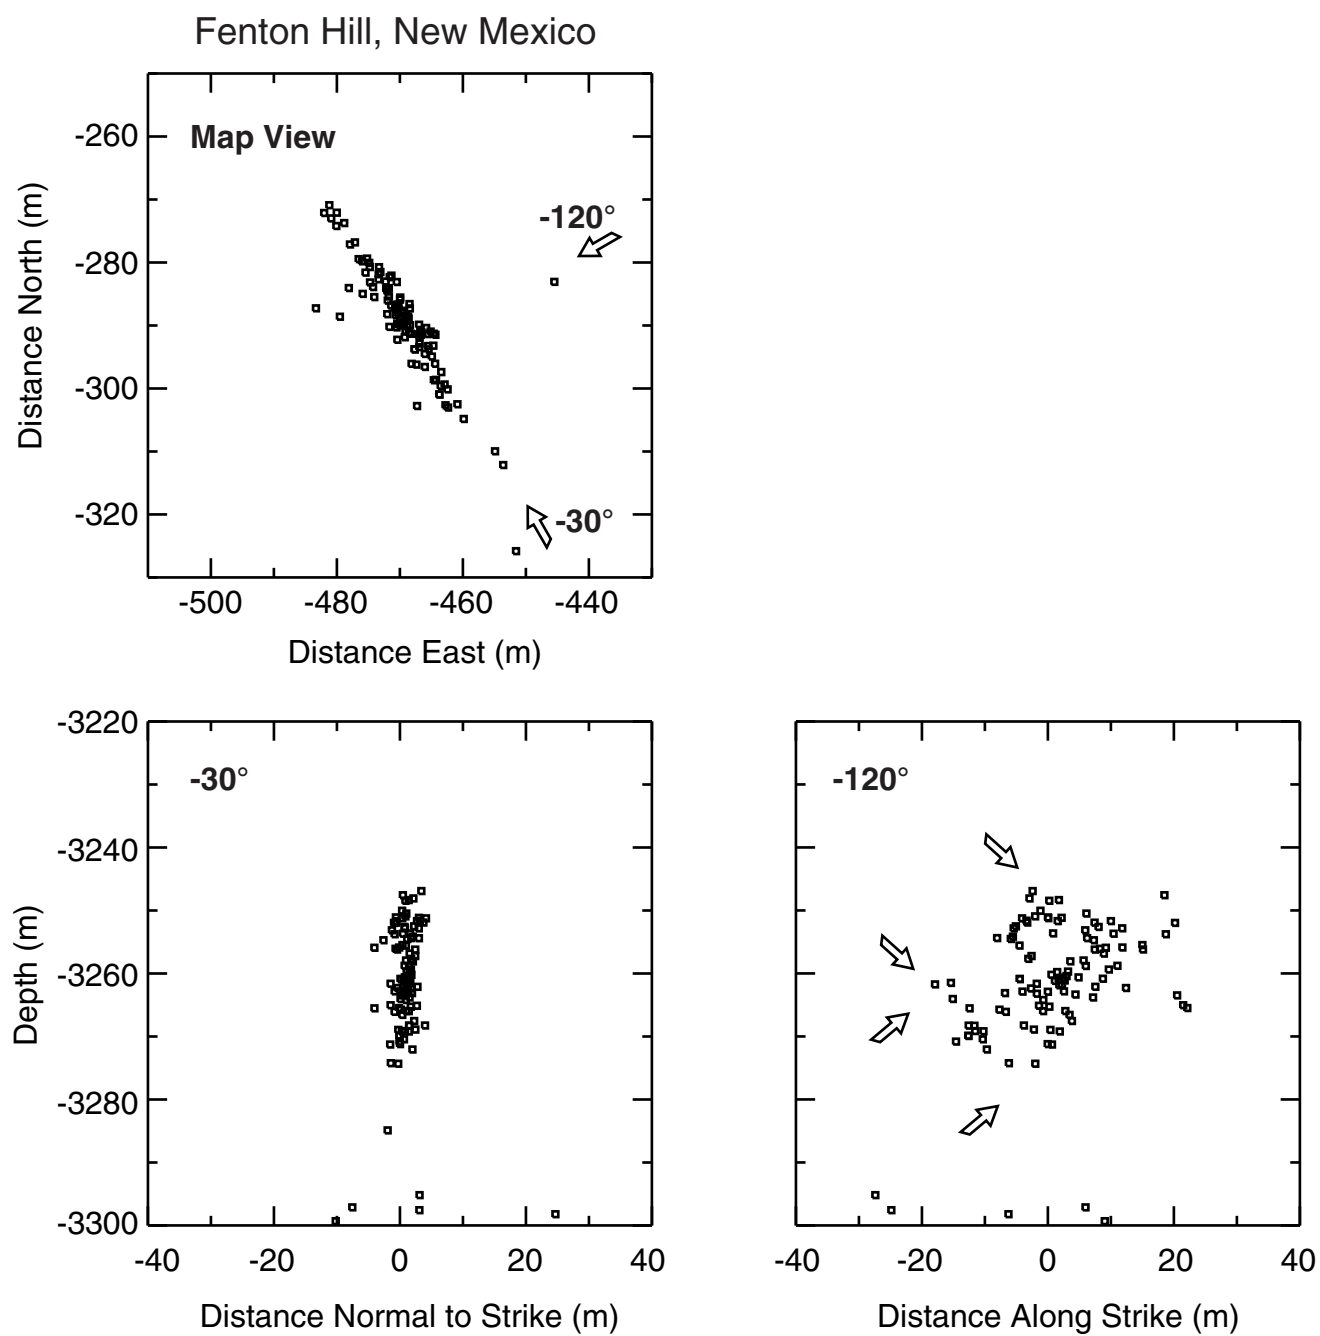 Fenton Hill, New Mexico
Map View
-260
-280
-300
-320
Distance North (m)
-120°
-30°
-500 -480 -460 -440
Distance East (m)
-3220
-3240
-3260
-3280
-3300
Depth (m)
-30°
-40 -20 0 20 40
Distance Normal to Strike (m)
-120°
-40 -20 0 20 40
Distance Along Strike (m)